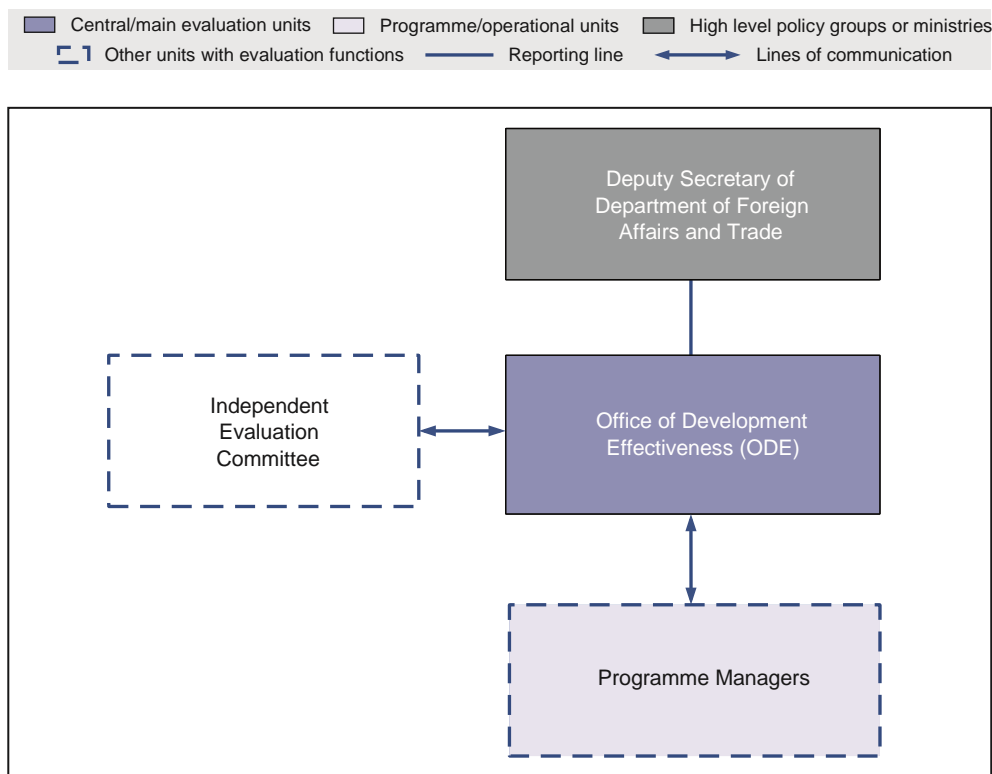 Central/main evaluation units Programme/operational units High level policy groups or ministries
Other units with evaluation functions Reporting line Lines of communication
Deputy Secretary of
Department of Foreign
Affairs and Trade
Independent
Evaluation
Committee
Office of Development
Effectiveness (ODE)
Programme Managers